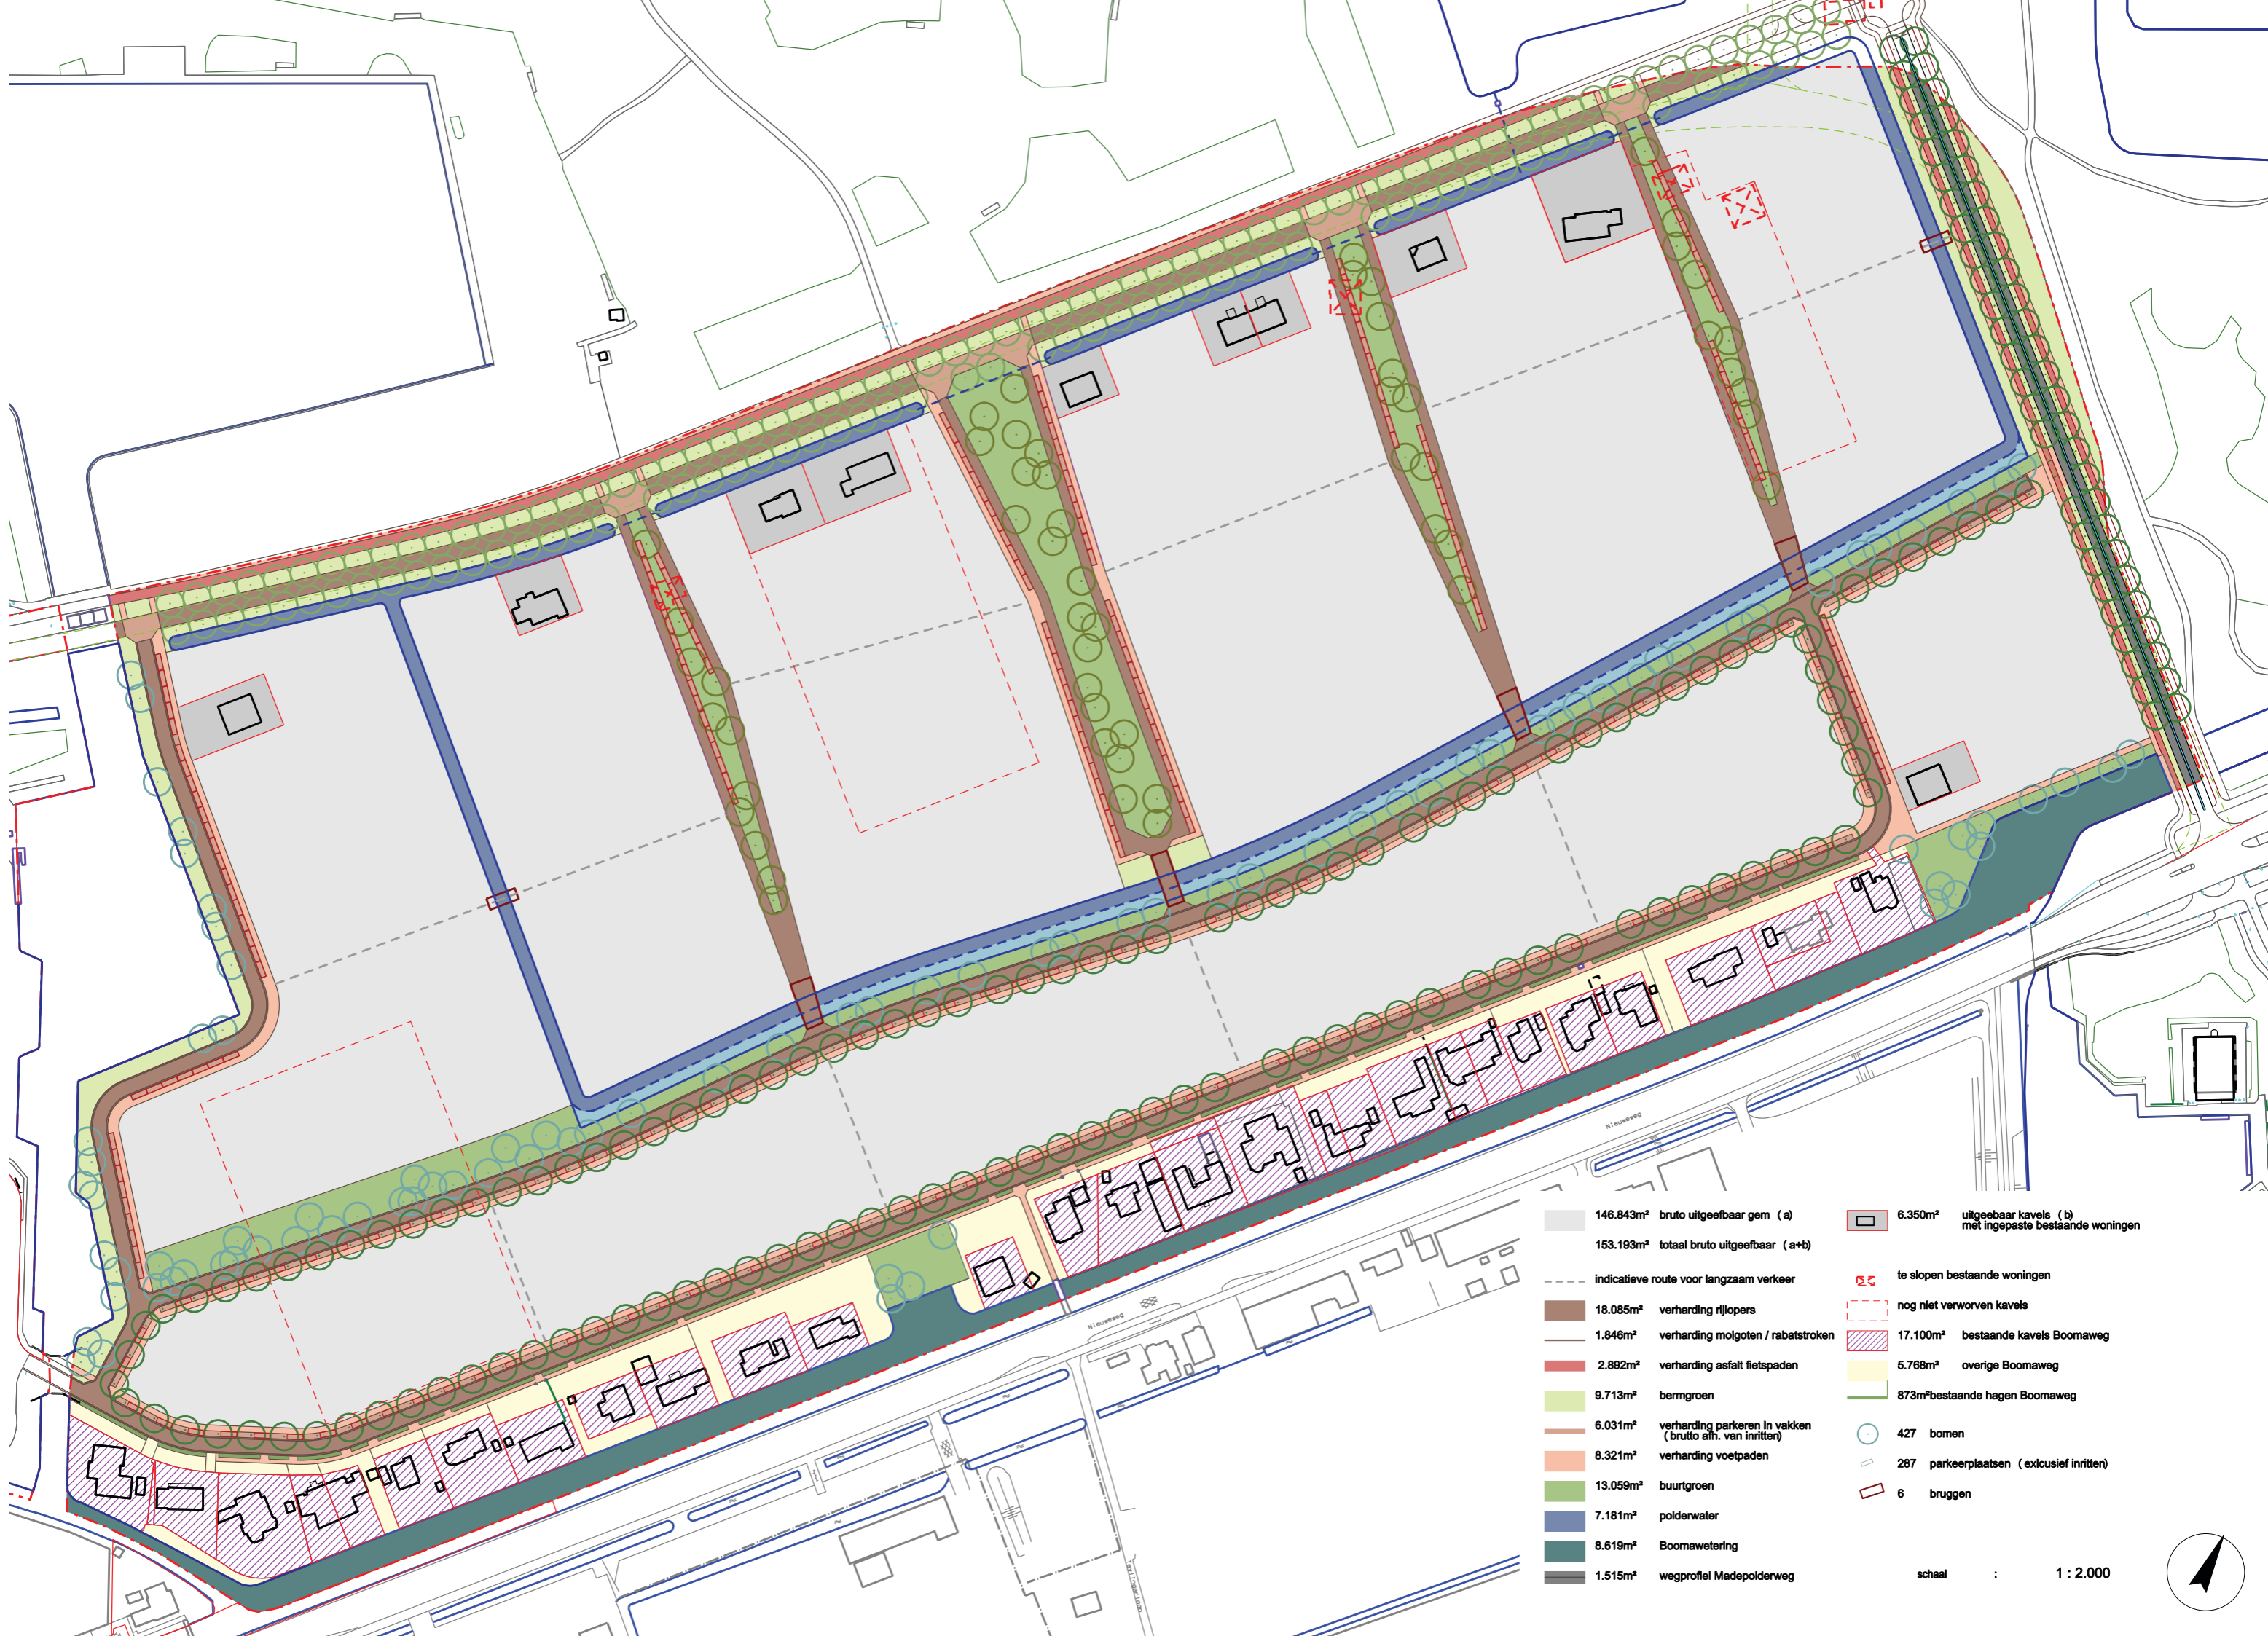 Nieuweweg
Nieuweweg
Teylingerlaan
146.843m² bruto uitgeefbaar gem ( a)
153.193m² totaal bruto uitgeefbaar ( a+b)
indicatieve route voor langzaam verkeer
18.085m² verharding rijlopers
1.846m² verharding molgoten / rabatstroken
2.892m² verharding asfalt fietspaden
9.713m² bermgroen
6.031m² verharding parkeren in vakken
( brutto afh. van inritten)
8.321m² verharding voetpaden
13.059m² buurtgroen
7.181m² polderwater
8.619m² Boomawetering
1.515m² wegprofiel Madepolderweg
6.350m² uitgeebaar kavels ( b)
met ingepaste bestaande woningen
te slopen bestaande woningen
nog niet verworven kavels
17.100m² bestaande kavels Boomaweg
5.768m² overige Boomaweg
873m²bestaande hagen Boomaweg
427 bomen
287 parkeerplaatsen ( exlcusief inritten)
6 bruggen
schaal : 1 : 2.000